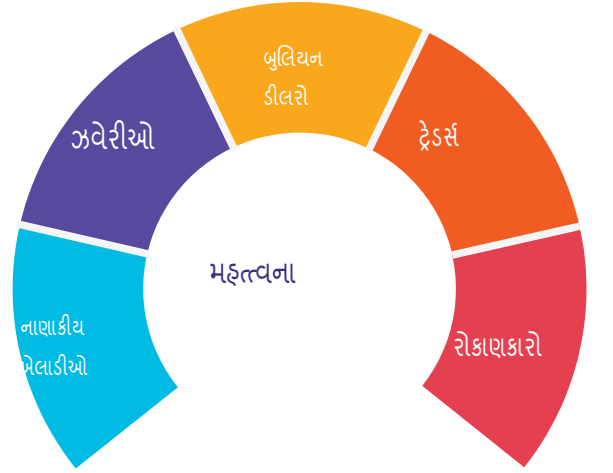 બુલિયન
ડીલરો
ઝવેરીઓ
ટ્રેડર્સ
મહત્ત્વના
નાણાકીય
ખેલાડીઓ
રોકાણકારો